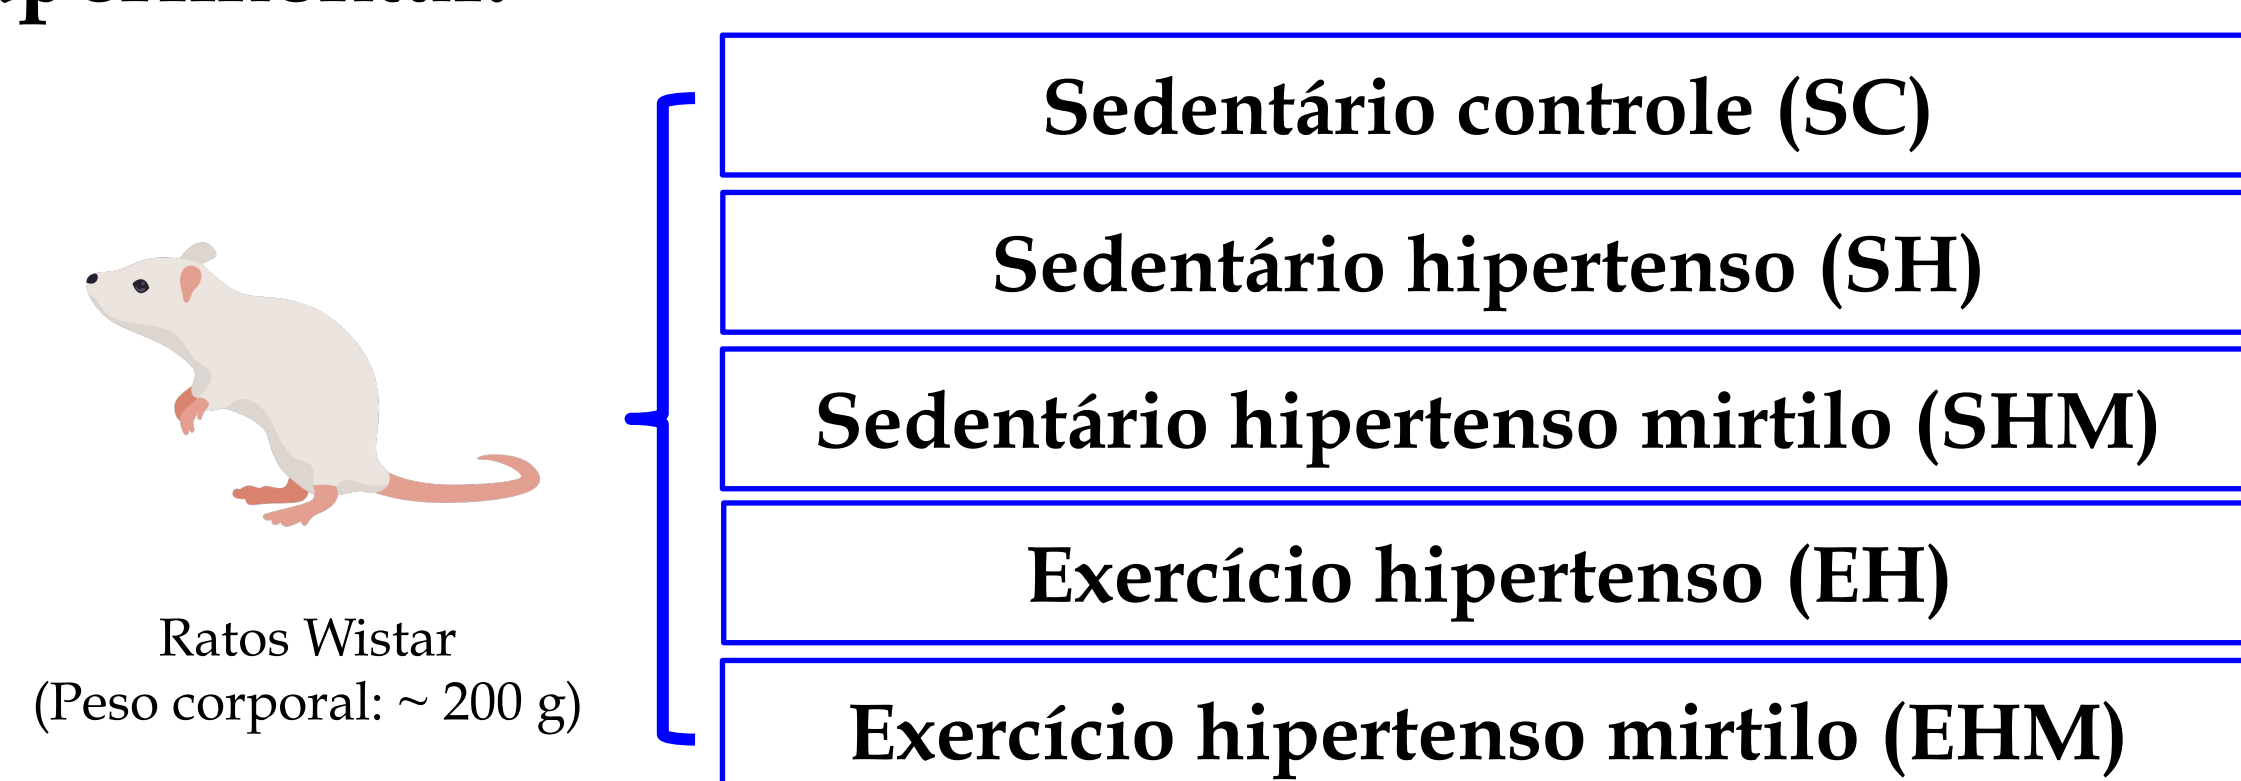 Sedentário controle (SC)
Sedentário hipertenso (SH)
Sedentário hipertenso mirtilo (SHM)
Exercício hipertenso (EH)
Exercício hipertenso mirtilo (EHM)
Ratos Wistar
(Peso corporal: ~ 200 g)